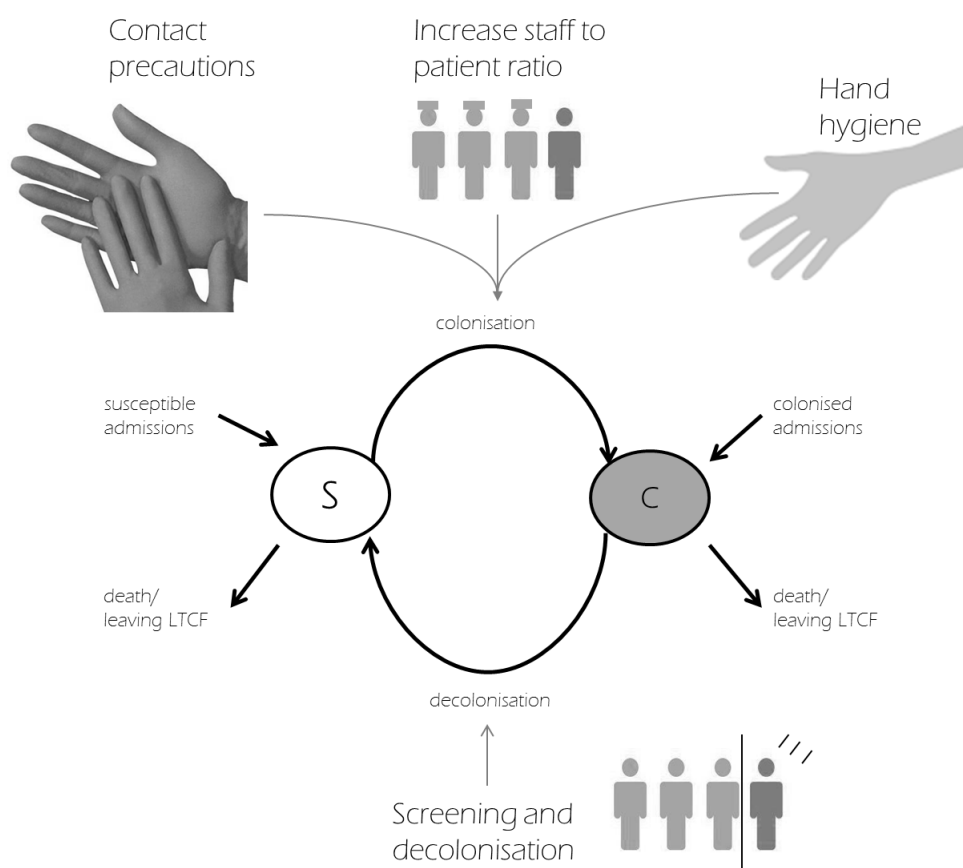 Contact
precautions
Increase staff to
patient ratio
Hand
hygiene
colonisation
susceptible
admissions
colonised
admissions
S
C
death/
leaving LTCF
death/
leaving LTCF
decolonisation
Screening and
decolonisation